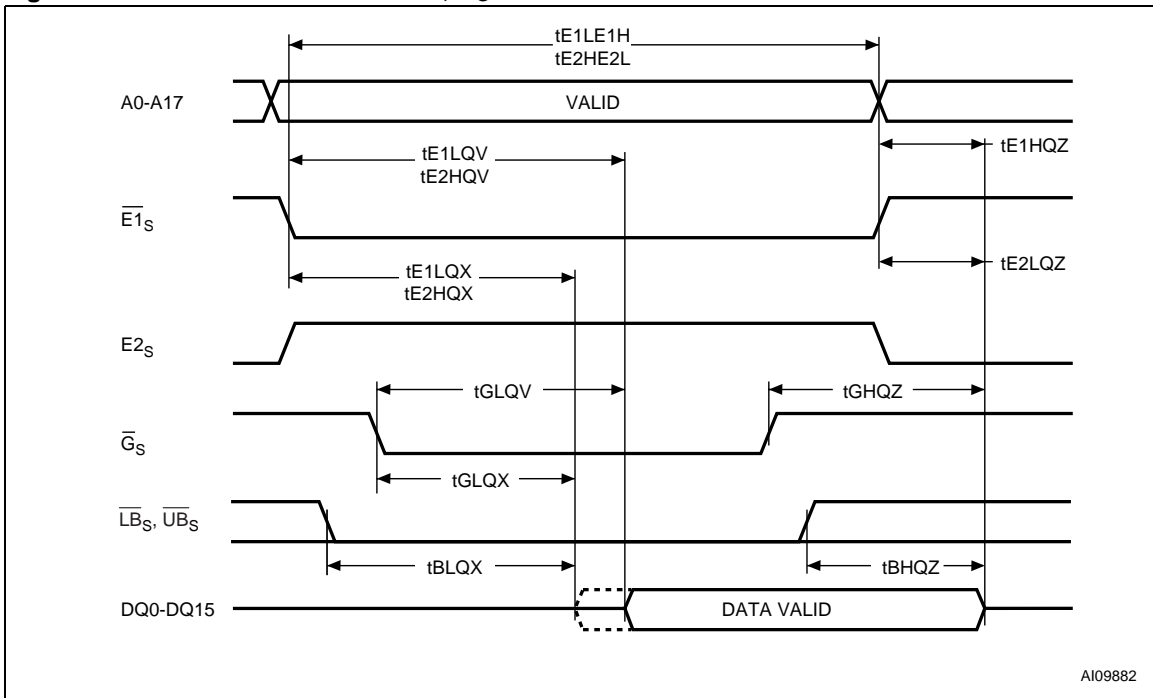 tE1LE1H
tE2HE2L
A0-A17
VALID
tE1HQZ
tE1LQV
tE2HQV
E1S
tE2LQZ
tE1LQX
tE2HQX
E2S
tGLQV
tGHQZ
GS
tGLQX
LBS, UBS
tBLQX
tBHQZ
DQ0-DQ15
DATA VALID
AI09882